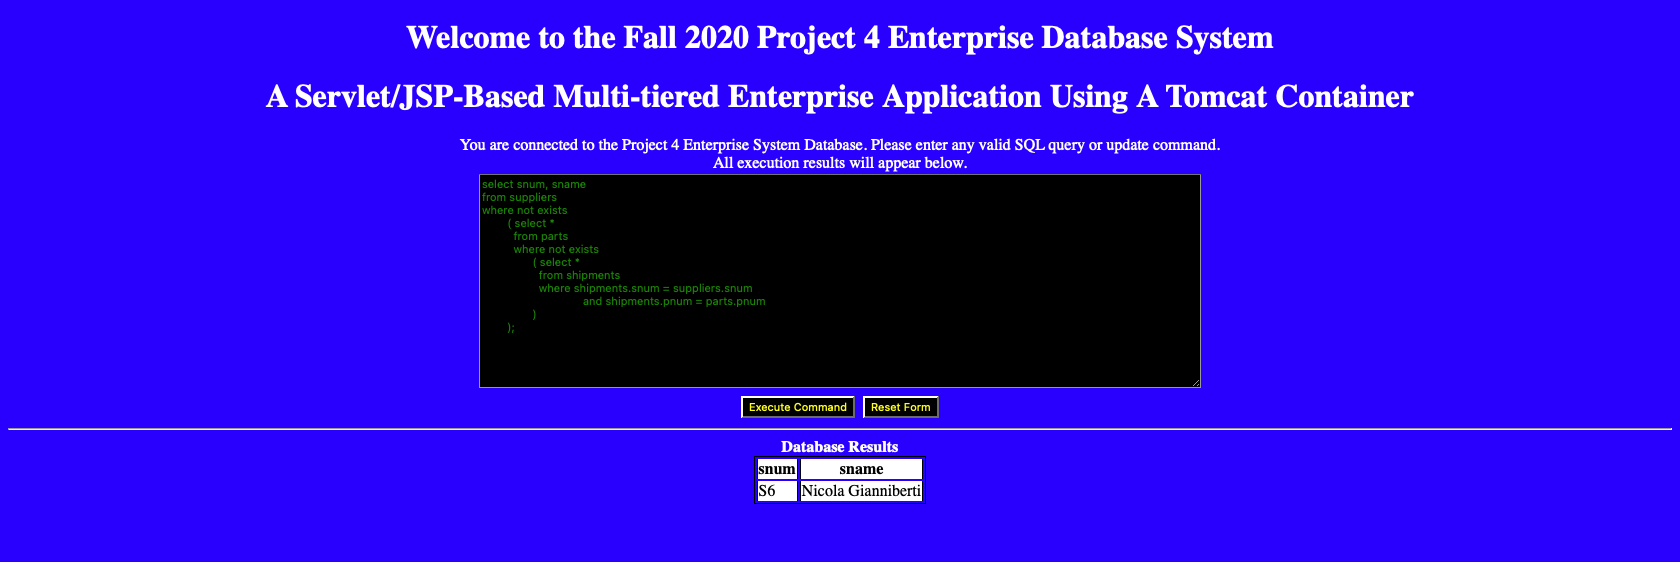 Welcome to the Fall 2020 Project 4 Enterprise Database System
A Servlet/JSP-Based Multi-tiered Enterprise Application Using A Tomcat Container
You are connected to the Project 4 Enterprise System Database. Please enter any valid SQL query or update command.
All execution results will appear below.
select snum, sname
from suppliers
where not exists
( select *
from parts
where not exists
( select *
from shipments
where shipments.snum = suppliers.snum
and shipments.pnum = parts.pnum
)
);
Execute Command Reset Form
Database Results
snum sname
S6 Nicola Gianniberti